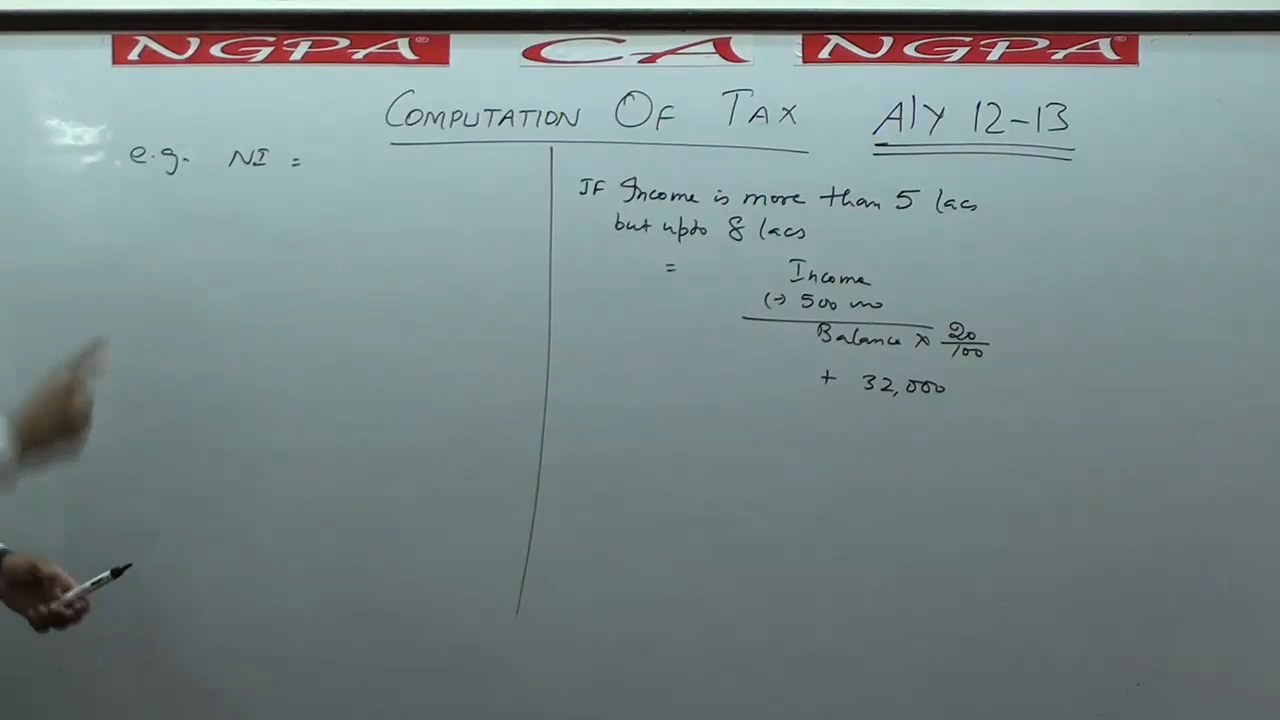 NGPA® CA NGPA®
COMPUTATION OF TAX A/Y 12-13
e.g. NI =
IF Income is more than 5 lacs
but upto 8 lacs
= Income
(-) 500 000
Balance × 20/100
+ 32,000